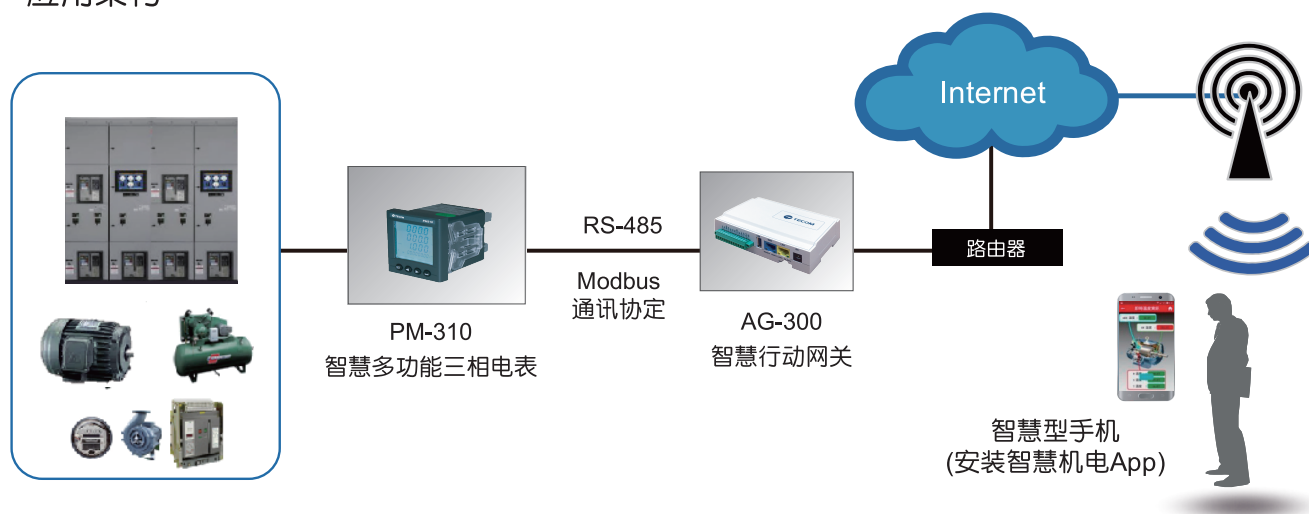 Internet
RS-485
路由器
Modbus
通讯协定
PM-310
智慧多功能三相电表
AG-300
智慧行动网关
TECOM
智慧型手机
(安装智慧机电App)